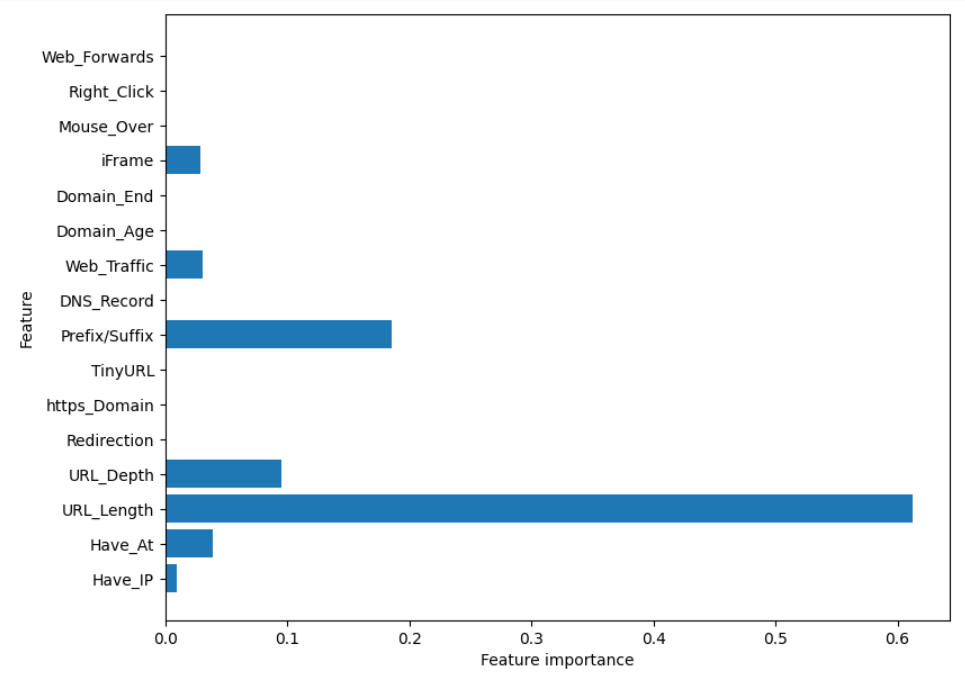 Web_Forwards
Right_Click
Mouse_Over
iFrame
Domain_End
Domain_Age
Web_Traffic
DNS_Record
Prefix/Suffix
TinyURL
https_Domain
Redirection
URL_Depth
URL_Length
Have_At
Have_IP
Feature
0.0 0.1 0.2 0.3 0.4 0.5 0.6
Feature importance